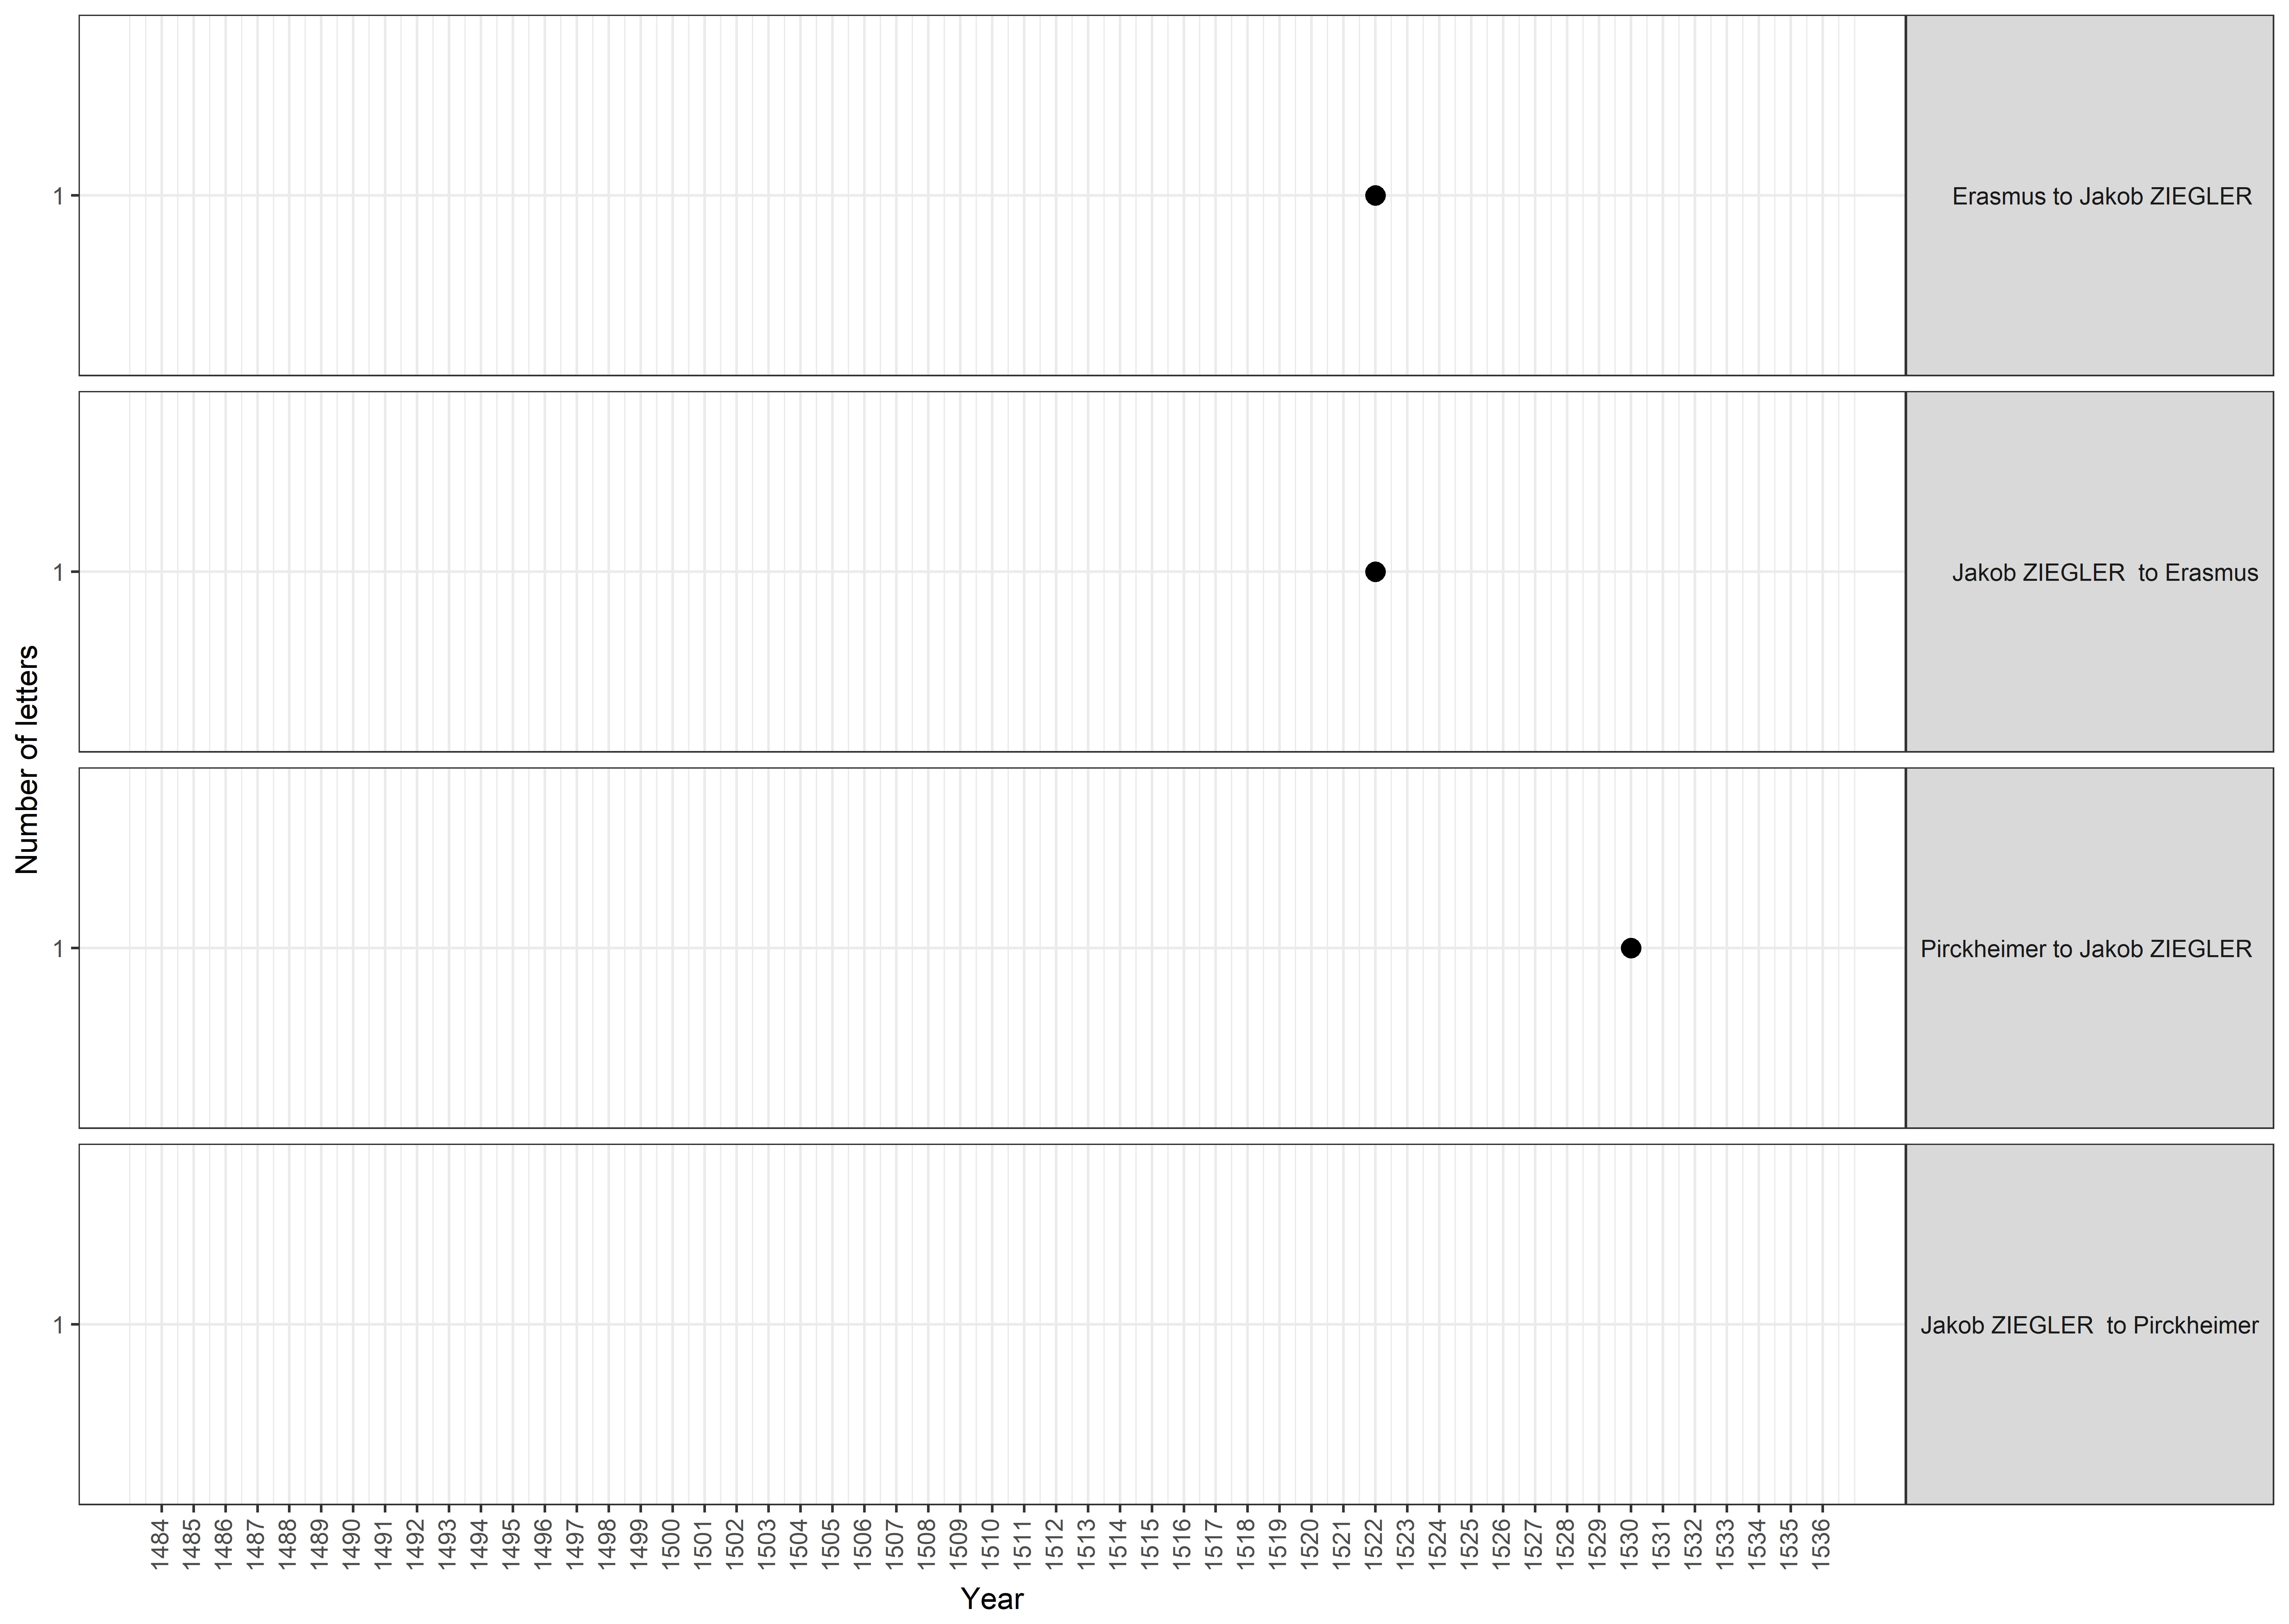 1
Erasmus to Jakob ZIEGLER
1
Jakob ZIEGLER  to Erasmus
1
Pirckheimer to Jakob ZIEGLER
1
Jakob ZIEGLER  to Pirckheimer
Number of letters
1484 1485 1486 1487 1488 1489 1490 1491 1492 1493 1494 1495 1496 1497 1498 1499 1500 1501 1502 1503 1504 1505 1506 1507 1508 1509 1510 1511 1512 1513 1514 1515 1516 1517 1518 1519 1520 1521 1522 1523 1524 1525 1526 1527 1528 1529 1530 1531 1532 1533 1534 1535 1536
Year